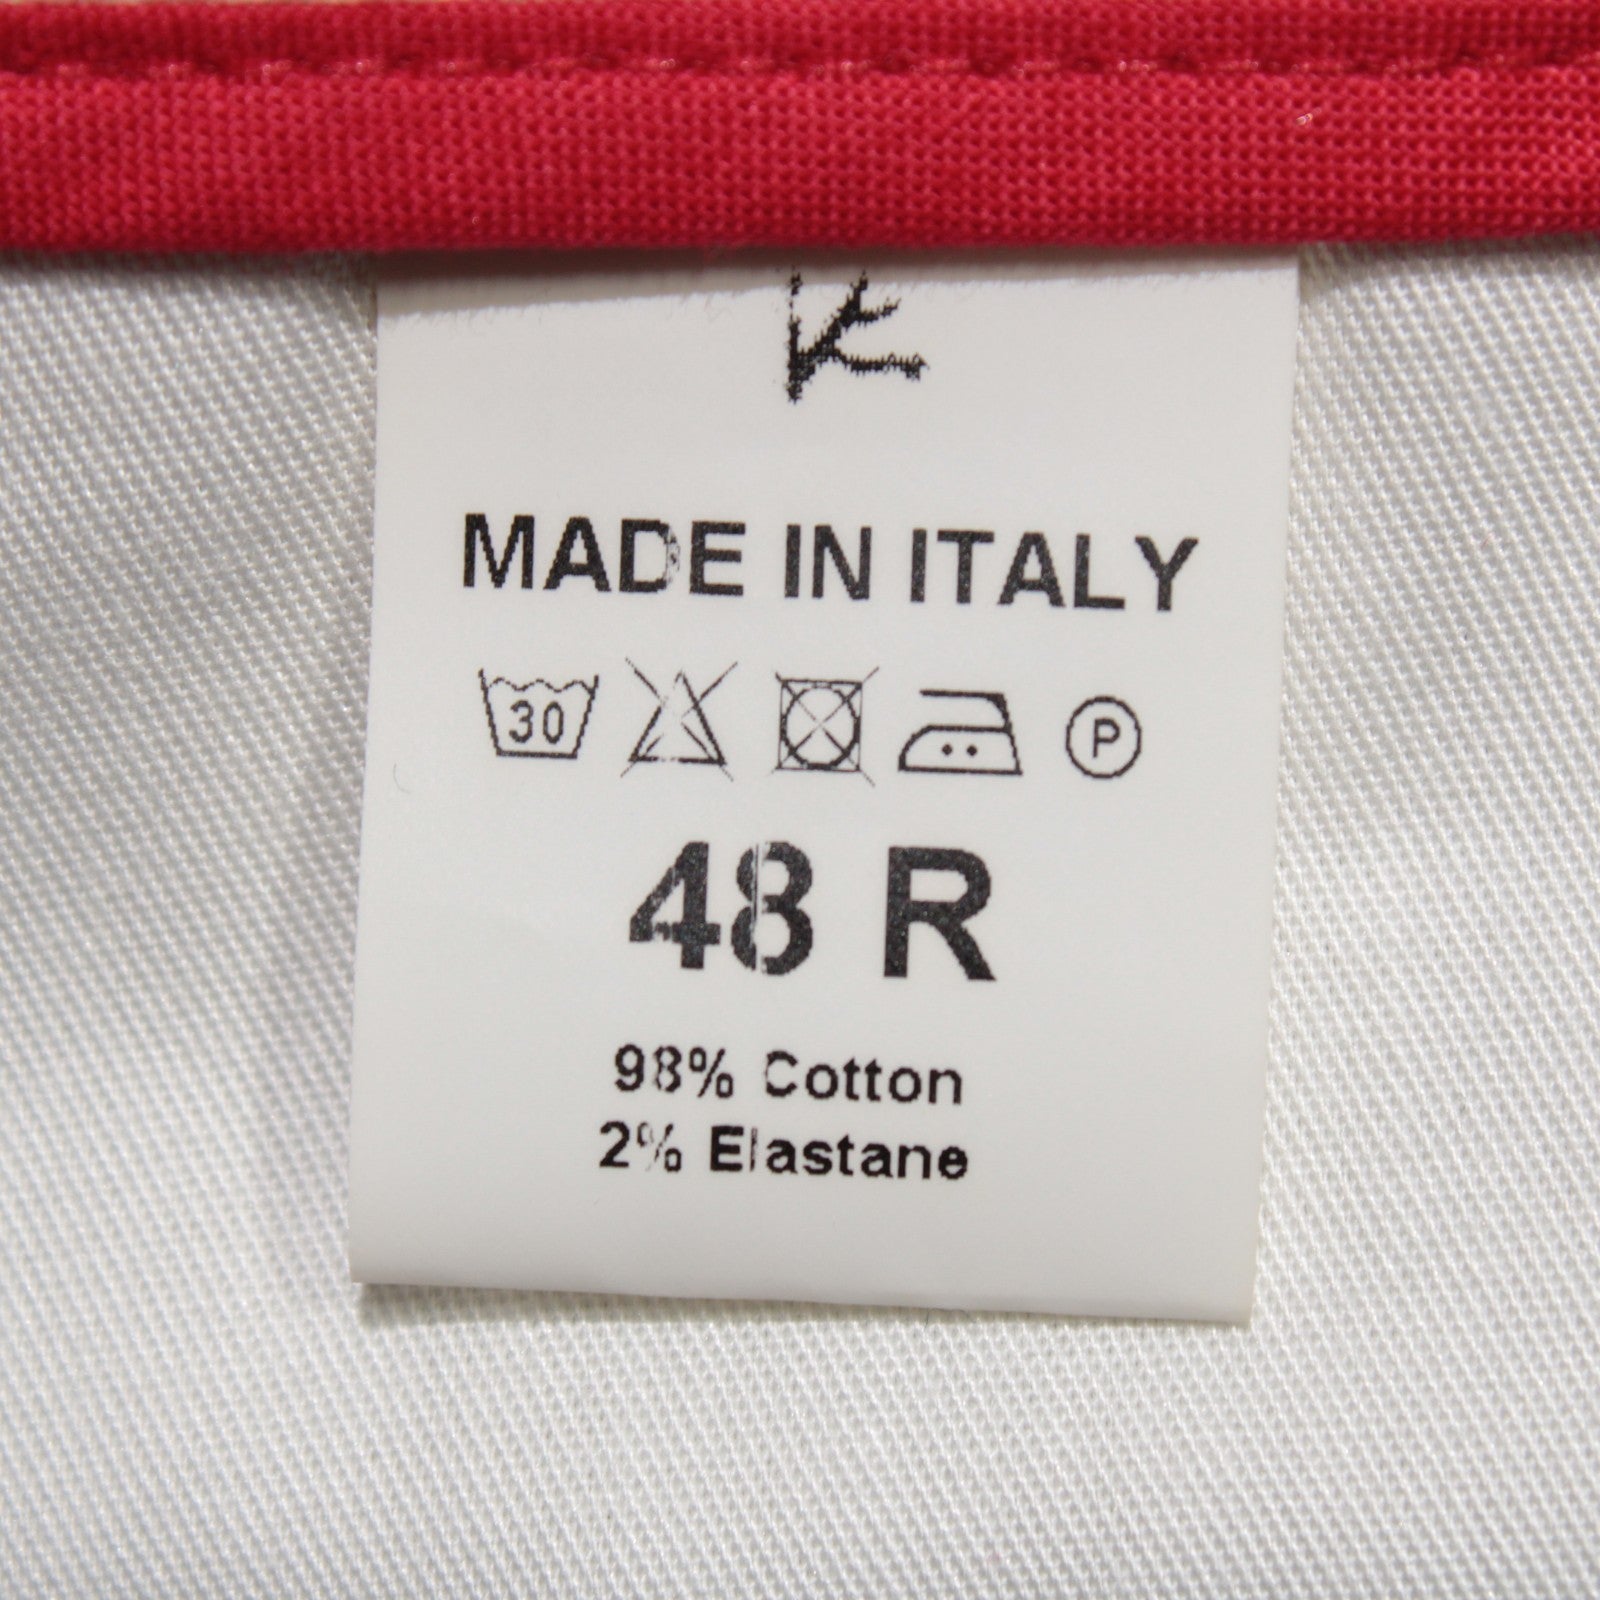 MADE IN ITALY
30 P
48 R
98% Cotton
2% Elastane